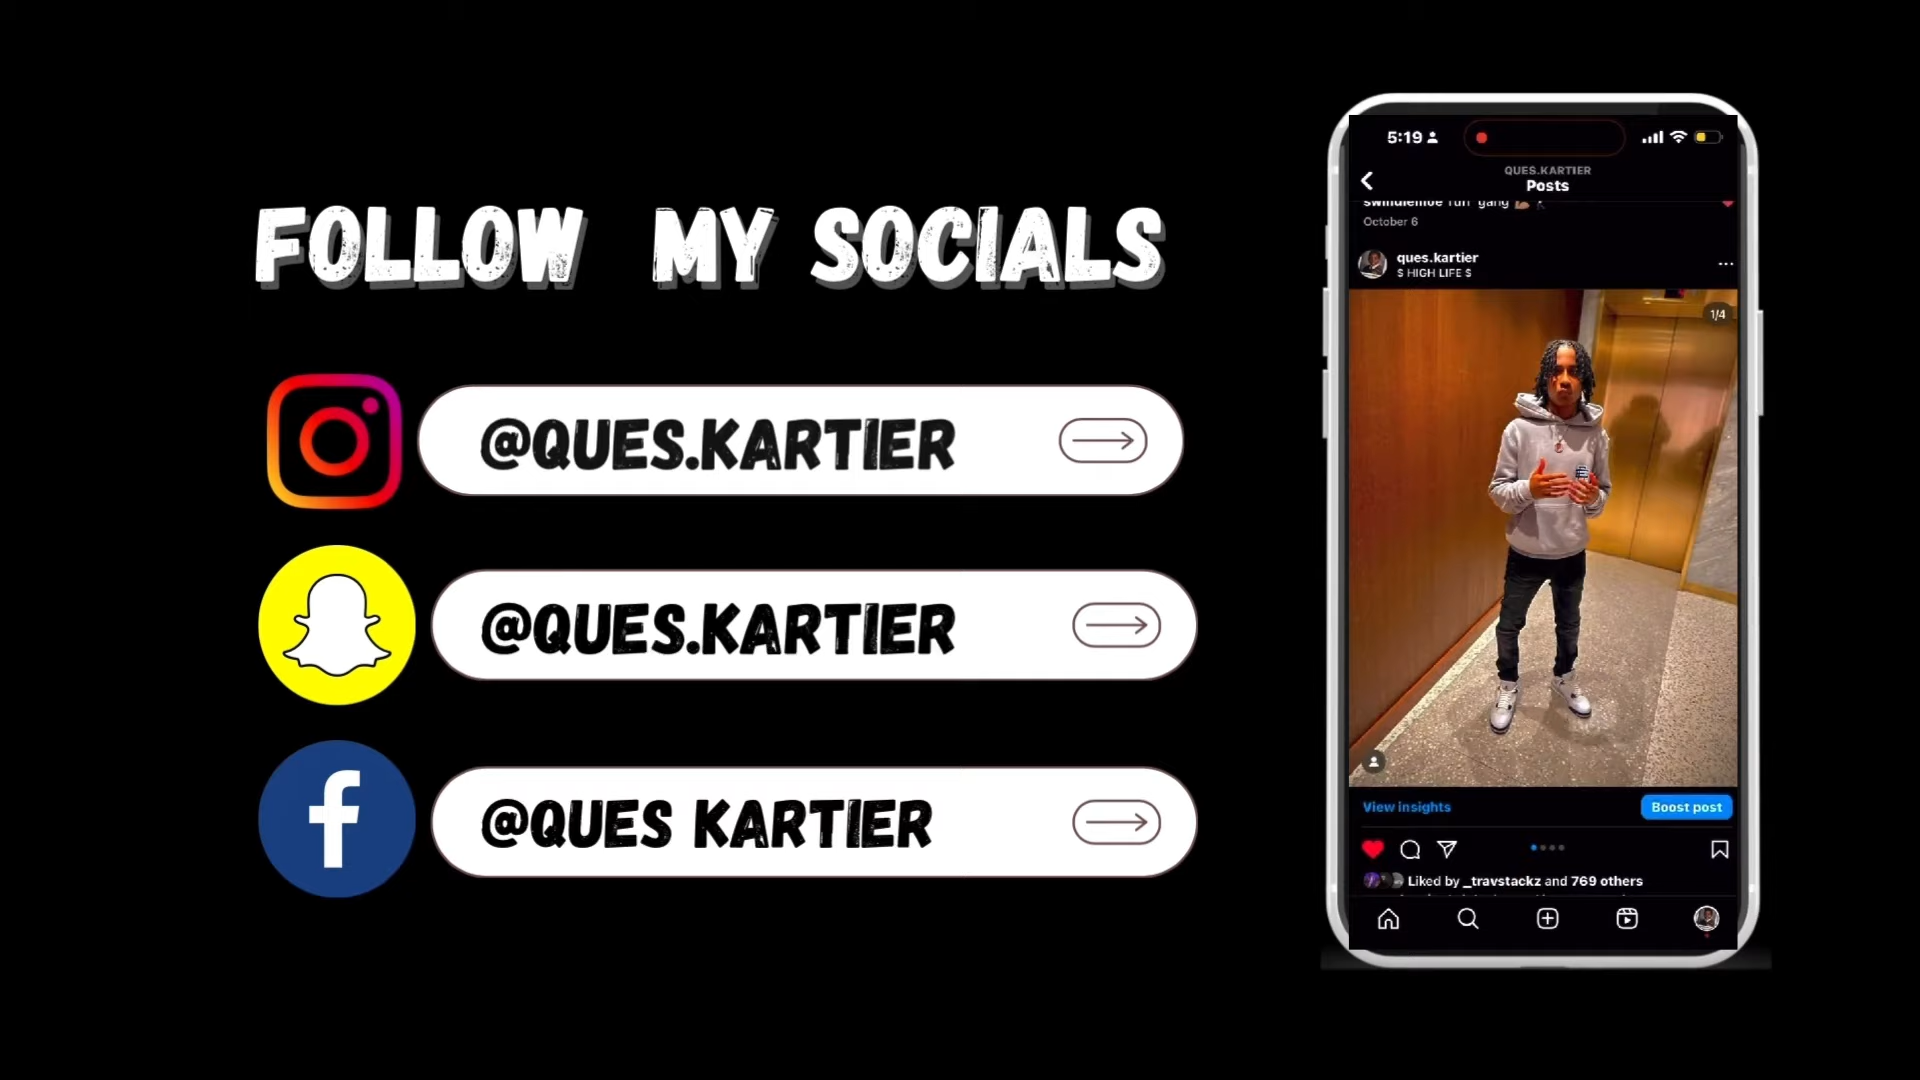 FOLLOW MY SOCIALS
@QUES.KARTIER
@QUES.KARTIER
@QUES KARTIER
5:19
QUES.KARTIER
Posts
October 6
ques.kartier
$ HIGH LIFE $
1/4
View insights
Boost post
Liked by _travstackz and 769 others